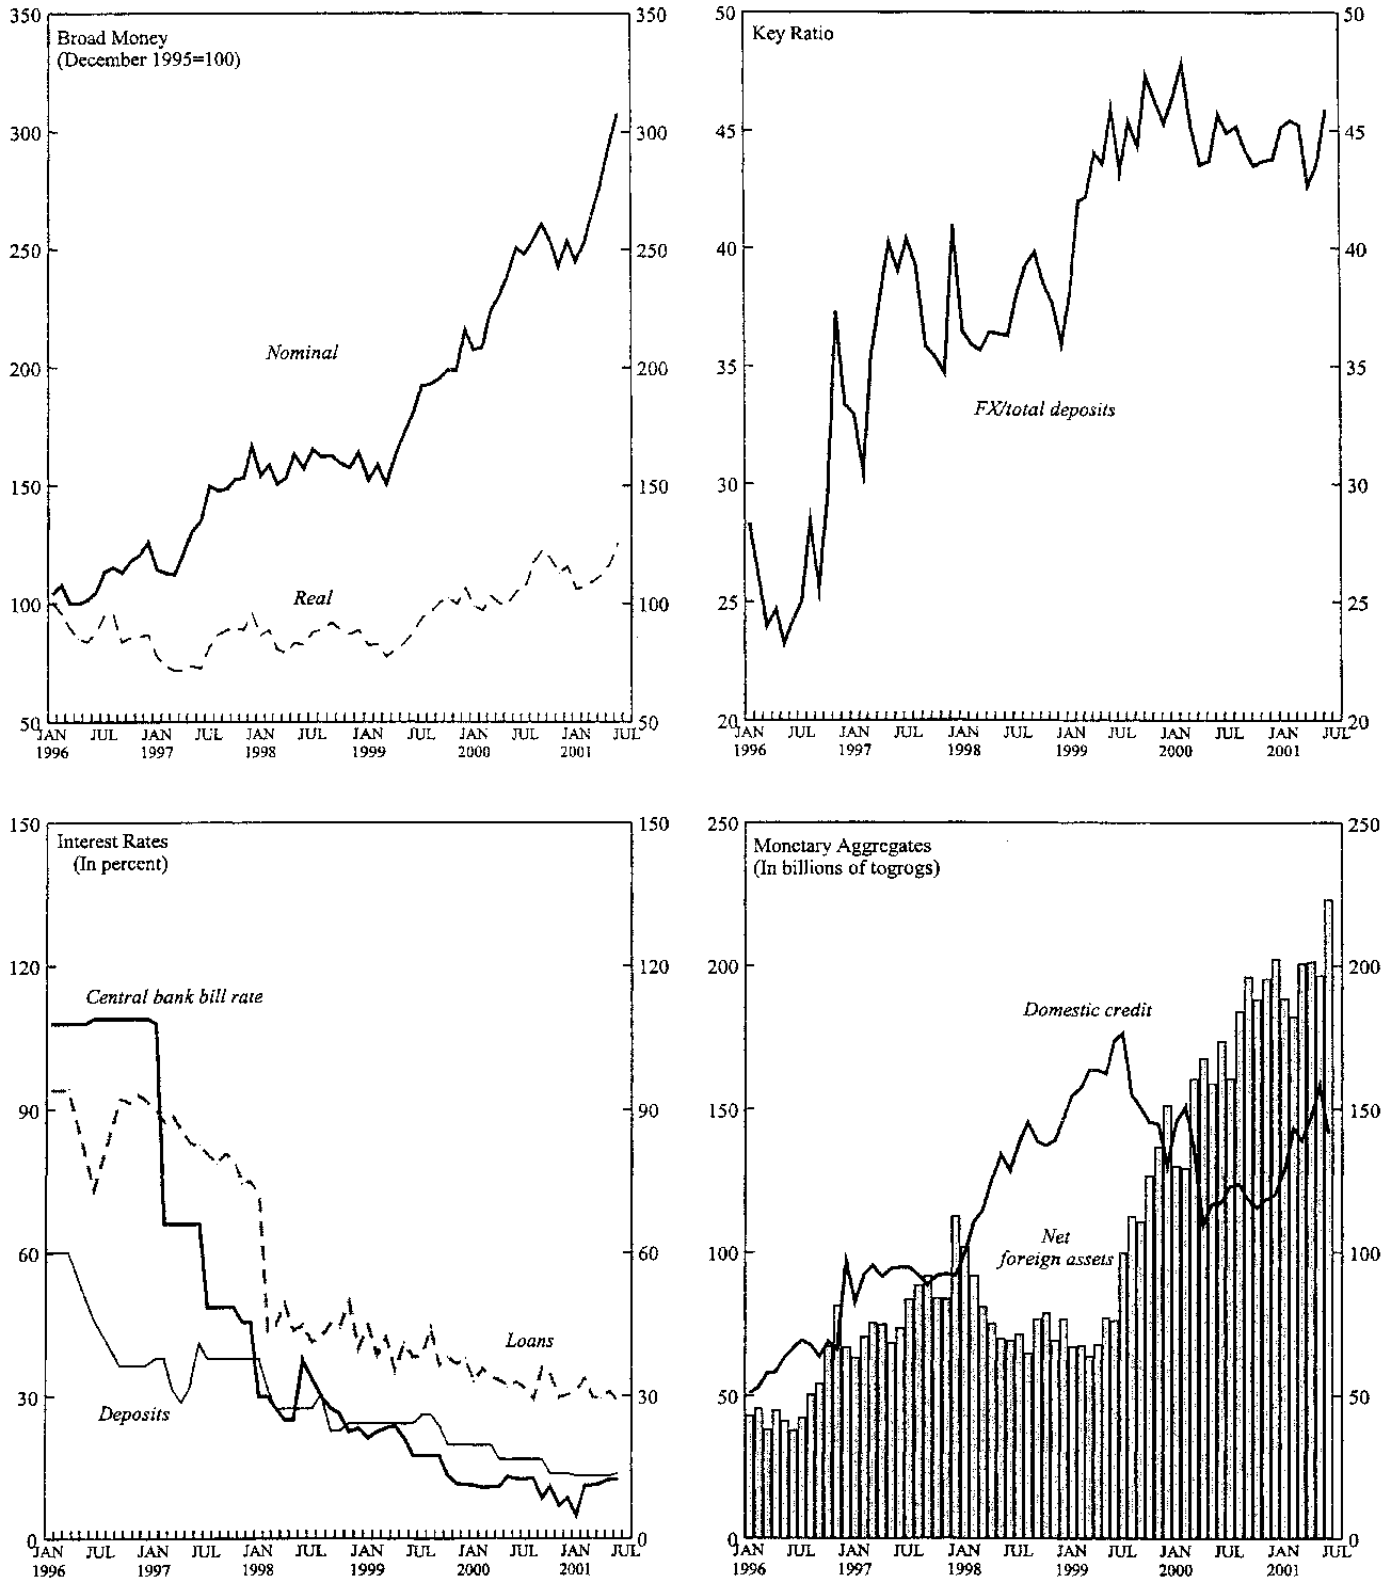 Broad Money
(December 1995=100)
350
300
250
200
150
100
50
350
300
250
200
150
100
50
Nominal
Real
JAN JUL JAN JUL JAN JUL JAN JUL JAN JUL JAN JUL
1996 1997 1998 1999 2000 2001
Key Ratio
50
45
40
35
30
25
20
50
45
40
35
30
25
20
FX/total deposits
JAN JUL JAN JUL JAN JUL JAN JUL JAN JUL JAN JUL
1996 1997 1998 1999 2000 2001
Interest Rates
(In percent)
150
120
90
60
30
0
150
120
90
60
30
0
Central bank bill rate
Loans
Deposits
JAN JUL JAN JUL JAN JUL JAN JUL JAN JUL JAN JUL
1996 1997 1998 1999 2000 2001
Monetary Aggregates
(In billions of togrogs)
250
200
150
100
50
0
250
200
150
100
50
0
Domestic credit
Net
foreign assets
JAN JUL JAN JUL JAN JUL JAN JUL JAN JUL JAN JUL
1996 1997 1998 1999 2000 2001